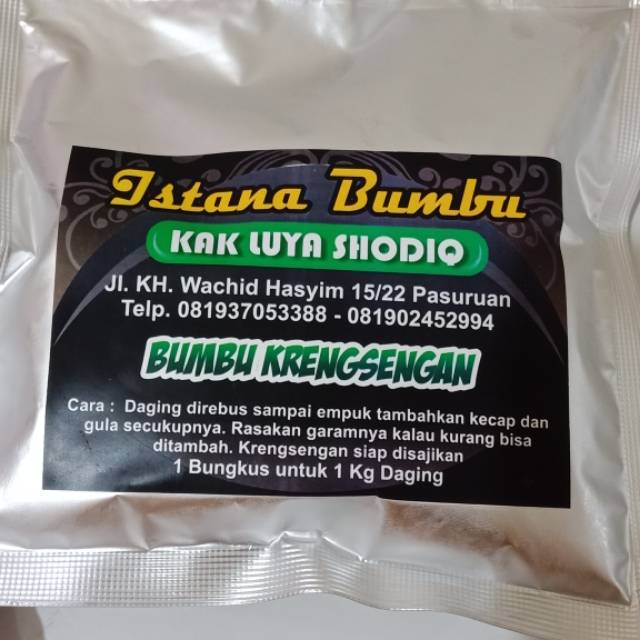 Istana Bumbu
KAK LUYA SHODIQ
Jl. KH. Wachid Hasyim 15/22 Pasuruan
Telp. 081937053388 - 081902452994
BUMBU KRENGSENGAN
Cara : Daging direbus sampai empuk tambahkan kecap dan
gula secukupnya. Rasakan garamnya kalau kurang bisa
ditambah. Krengsengan siap disajikan
1 Bungkus untuk 1 Kg Daging